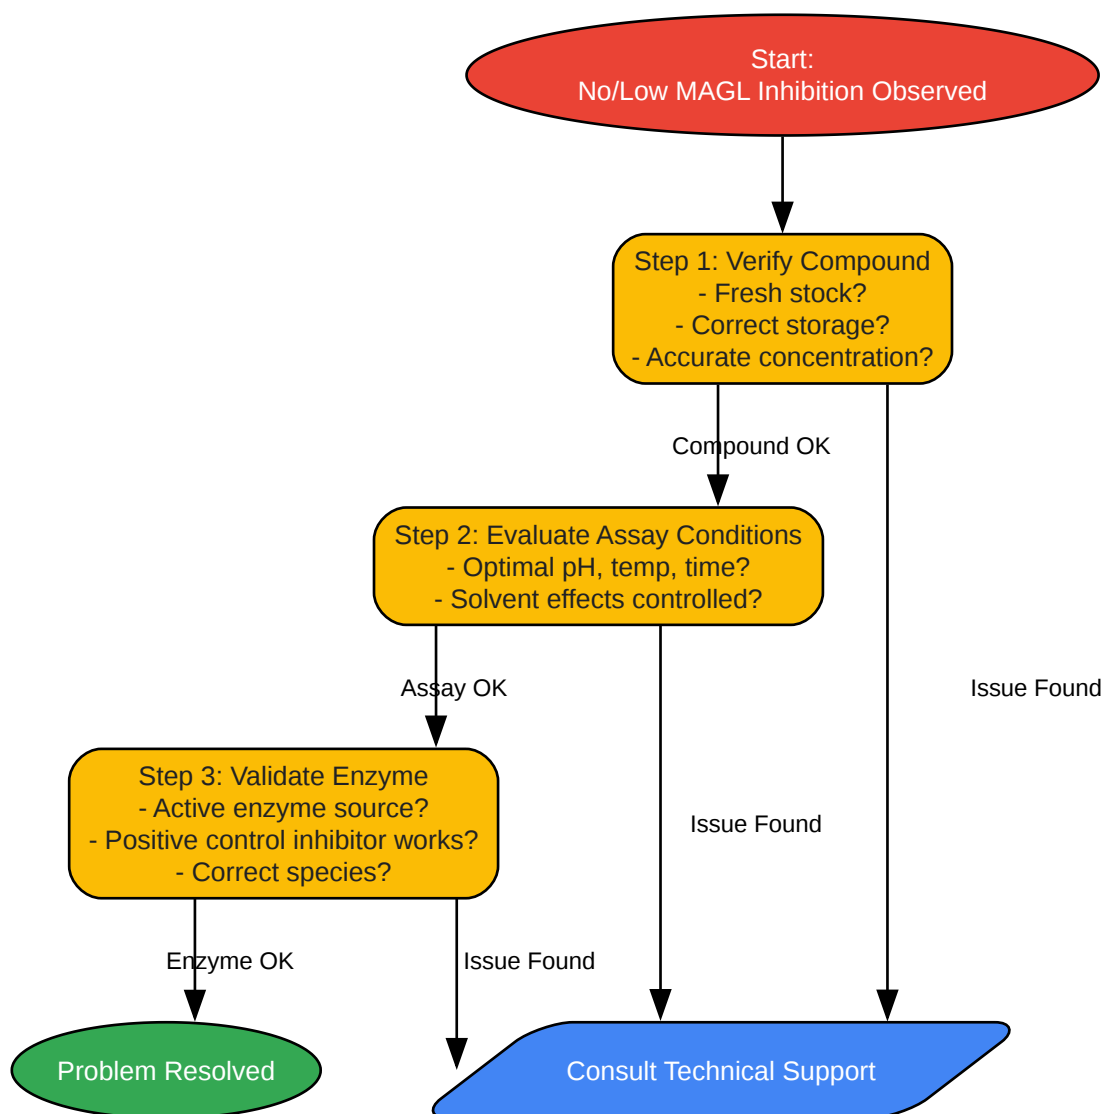 Start:
No/Low MAGL Inhibition Observed
Step 1: Verify Compound
- Fresh stock?
- Correct storage?
- Accurate concentration?
Compound OK
Step 2: Evaluate Assay Conditions
- Optimal pH, temp, time?
- Solvent effects controlled?
Assay OK
Issue Found
Step 3: Validate Enzyme
- Active enzyme source?
- Positive control inhibitor works?
- Correct species?
Issue Found
Enzyme OK
Issue Found
Problem Resolved
Consult Technical Support